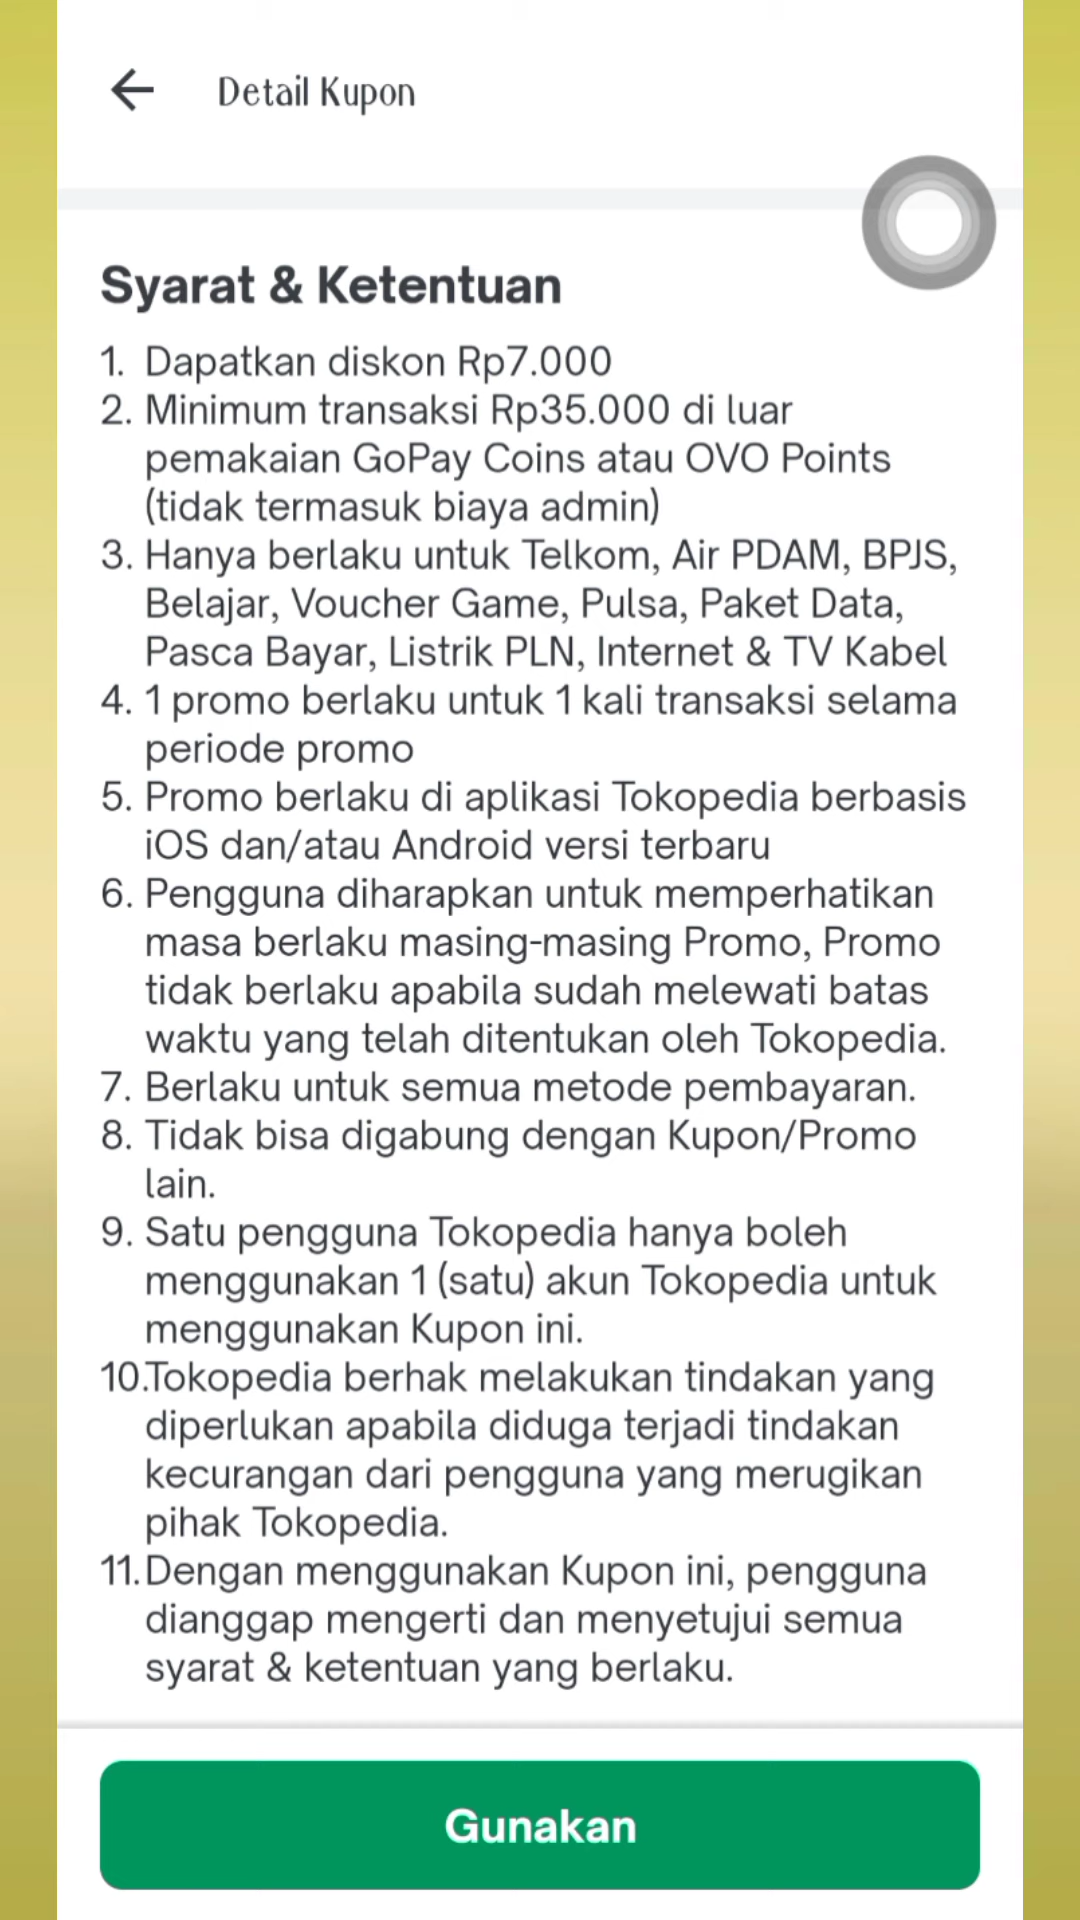 Detail Kupon
Syarat & Ketentuan
1. Dapatkan diskon Rp7.000
2. Minimum transaksi Rp35.000 di luar
pemakaian GoPay Coins atau OVO Points
(tidak termasuk biaya admin)
3. Hanya berlaku untuk Telkom, Air PDAM, BPJS,
Belajar, Voucher Game, Pulsa, Paket Data,
Pasca Bayar, Listrik PLN, Internet & TV Kabel
4. 1 promo berlaku untuk 1 kali transaksi selama
periode promo
5. Promo berlaku di aplikasi Tokopedia berbasis
iOS dan/atau Android versi terbaru
6. Pengguna diharapkan untuk memperhatikan
masa berlaku masing-masing Promo, Promo
tidak berlaku apabila sudah melewati batas
waktu yang telah ditentukan oleh Tokopedia.
7. Berlaku untuk semua metode pembayaran.
8. Tidak bisa digabung dengan Kupon/Promo
lain.
9. Satu pengguna Tokopedia hanya boleh
menggunakan 1 (satu) akun Tokopedia untuk
menggunakan Kupon ini.
10.Tokopedia berhak melakukan tindakan yang
diperlukan apabila diduga terjadi tindakan
kecurangan dari pengguna yang merugikan
pihak Tokopedia.
11.Dengan menggunakan Kupon ini, pengguna
dianggap mengerti dan menyetujui semua
syarat & ketentuan yang berlaku.
Gunakan